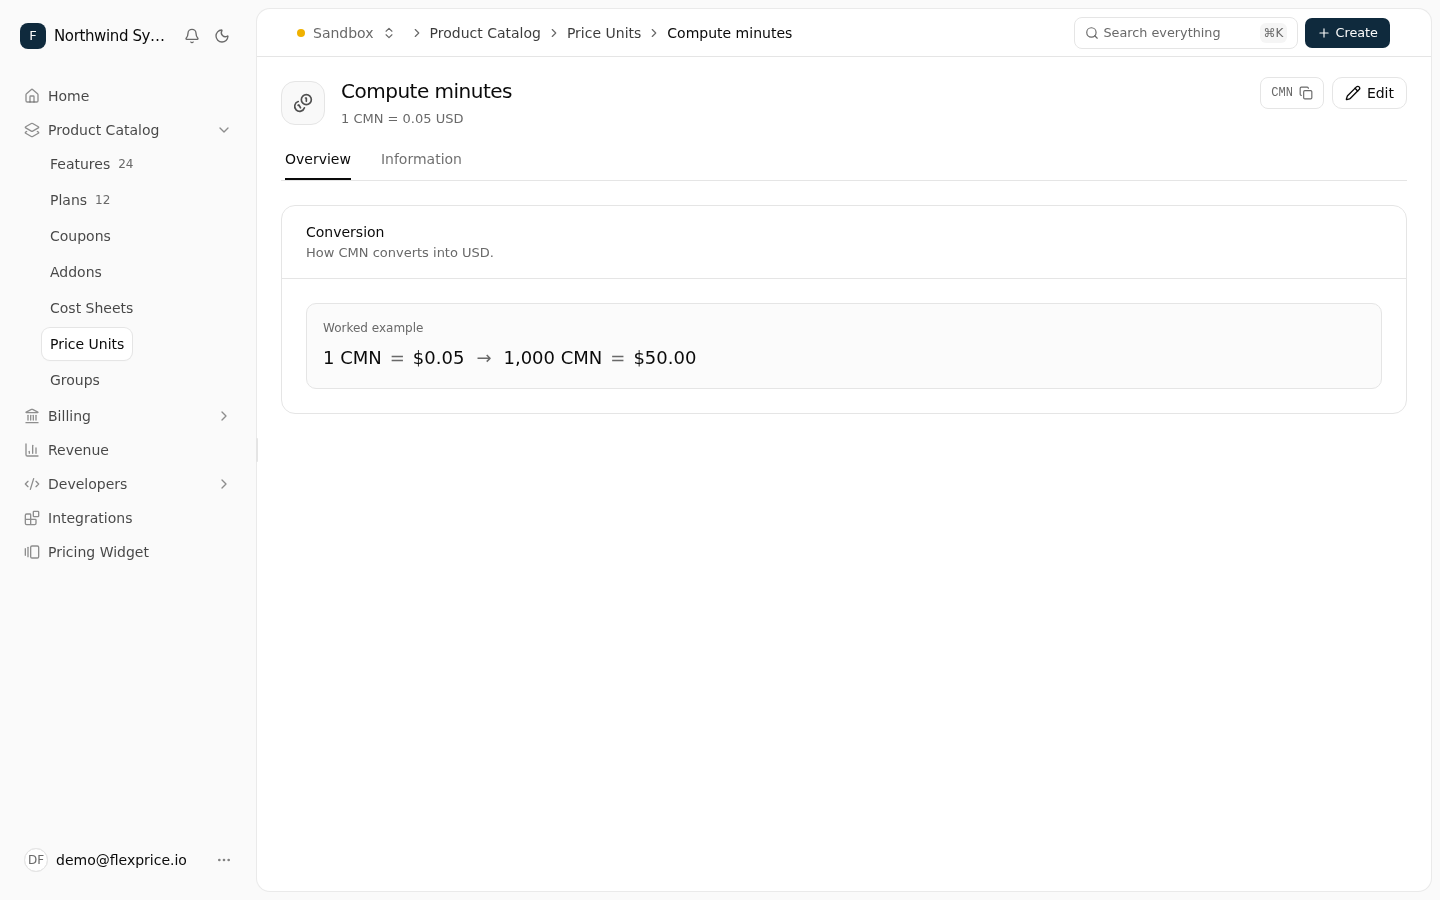 F Northwind Sy...
Home
Product Catalog
Features 24
Plans 12
Coupons
Addons
Cost Sheets
Price Units
Groups
Billing
Revenue
Developers
Integrations
Pricing Widget
DF demo@flexprice.io
Sandbox Product Catalog Price Units Compute minutes
Search everything ⌘K
Create
Compute minutes
1 CMN = 0.05 USD
CMN
Edit
Overview Information
Conversion
How CMN converts into USD.
Worked example
1 CMN = $0.05 → 1,000 CMN = $50.00